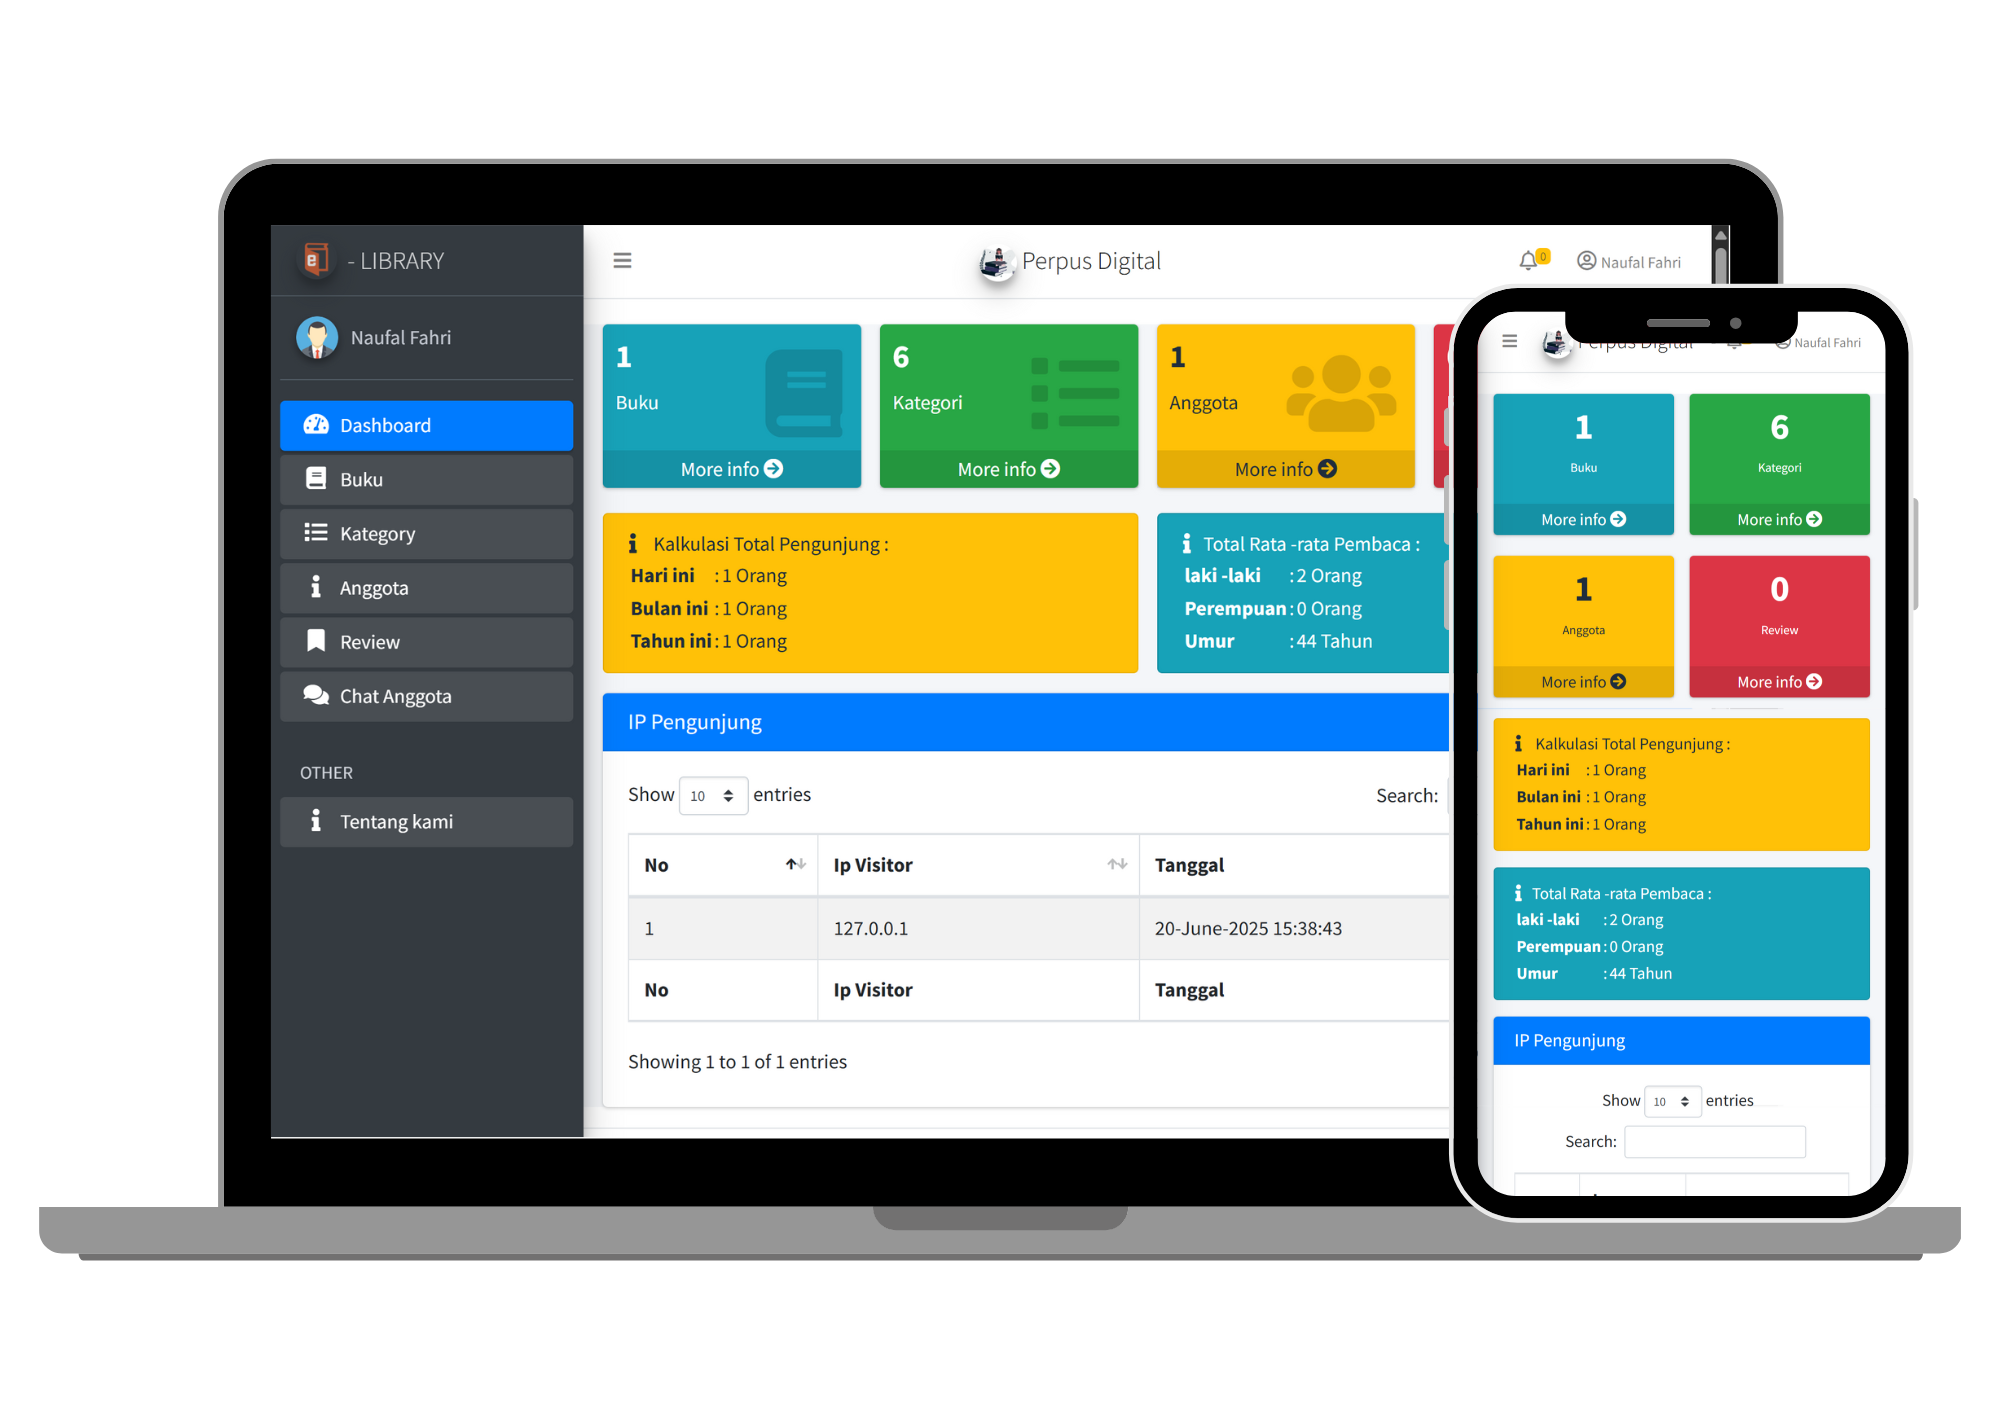 e - LIBRARY
Naufal Fahri
Dashboard
Buku
Kategory
Anggota
Review
Chat Anggota
OTHER
Tentang kami
Perpus Digital
0
Naufal Fahri
1
Buku
More info
6
Kategori
More info
1
Anggota
More info
Kalkulasi Total Pengunjung :
Hari ini : 1 Orang
Bulan ini : 1 Orang
Tahun ini : 1 Orang
Total Rata -rata Pembaca :
laki -laki : 2 Orang
Perempuan : 0 Orang
Umur : 44 Tahun
IP Pengunjung
Show 10 entries
Search:
No Ip Visitor Tanggal
1 127.0.0.1 20-June-2025 15:38:43
No Ip Visitor Tanggal
Showing 1 to 1 of 1 entries
Perpus Digital
Naufal Fahri
1
Buku
More info
6
Kategori
More info
1
Anggota
More info
0
Review
More info
Kalkulasi Total Pengunjung :
Hari ini : 1 Orang
Bulan ini : 1 Orang
Tahun ini : 1 Orang
Total Rata -rata Pembaca :
laki -laki : 2 Orang
Perempuan : 0 Orang
Umur : 44 Tahun
IP Pengunjung
Show 10 entries
Search: